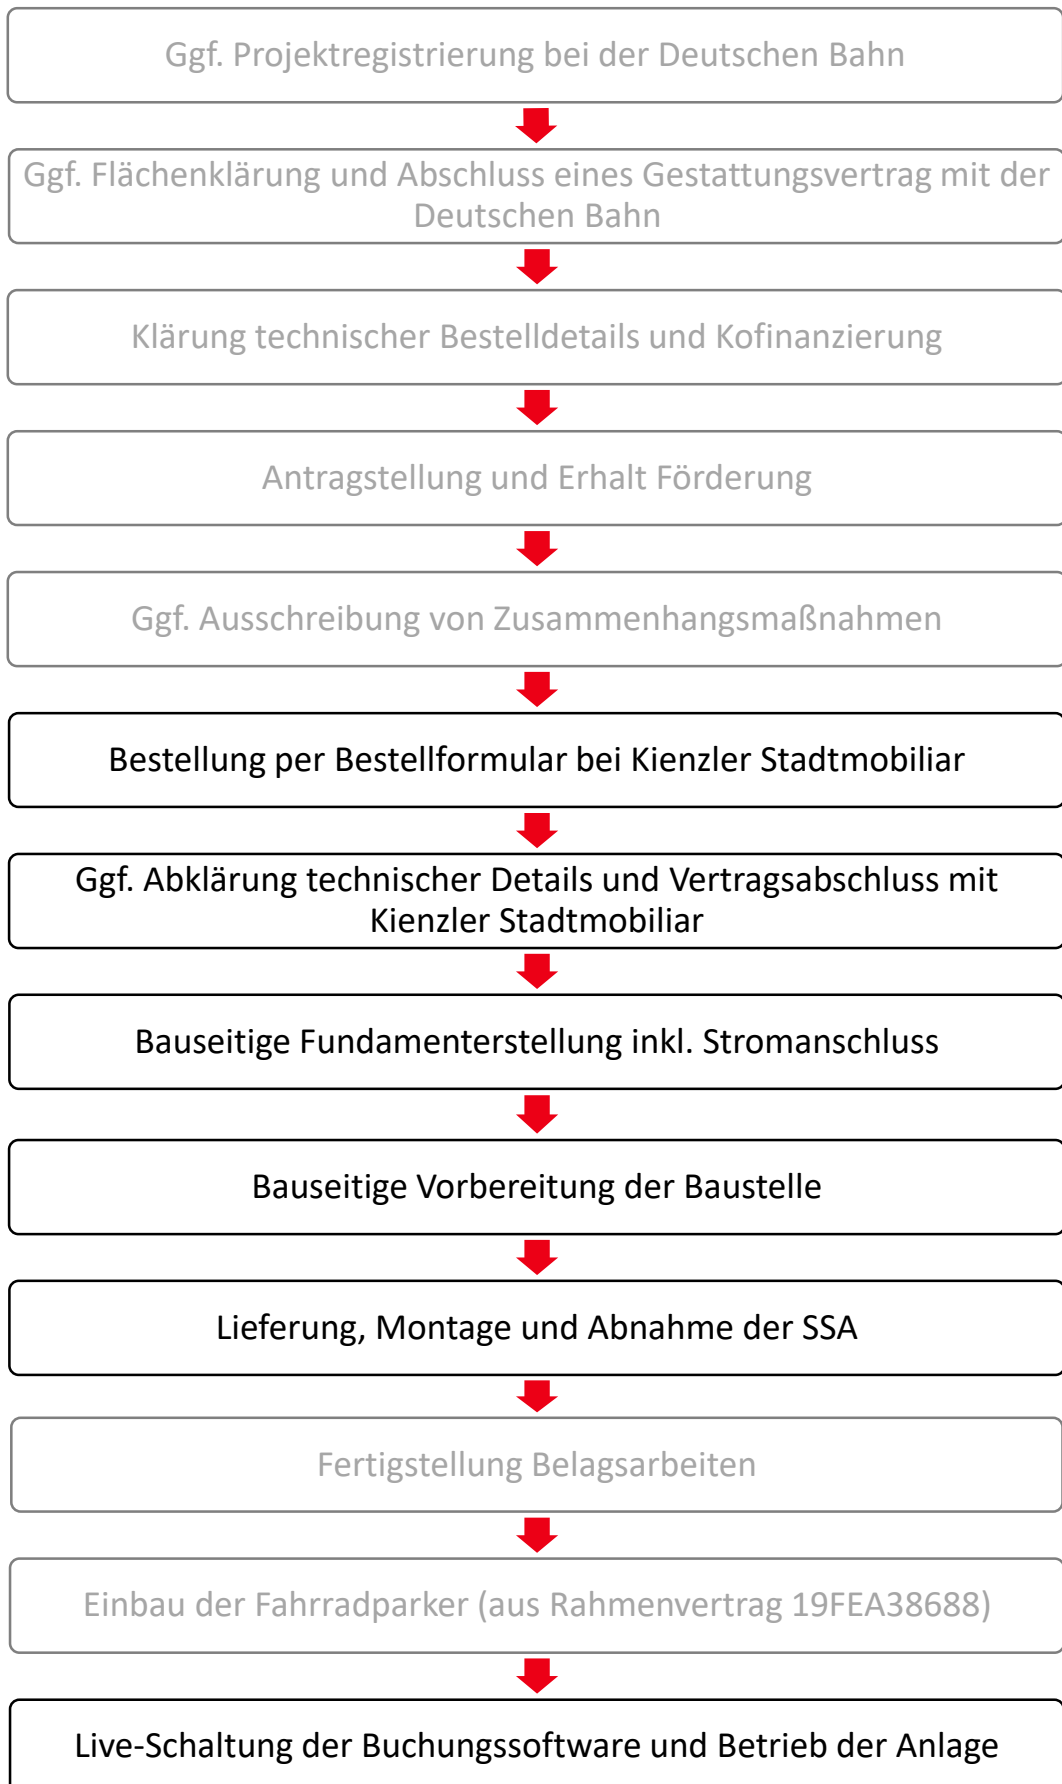 Ggf. Projektregistrierung bei der Deutschen Bahn
Ggf. Flächenklärung und Abschluss eines Gestattungsvertrag mit der
Deutschen Bahn
Klärung technischer Bestelldetails und Kofinanzierung
Antragstellung und Erhalt Förderung
Ggf. Ausschreibung von Zusammenhangsmaßnahmen
Bestellung per Bestellformular bei Kienzler Stadtmobiliar
Ggf. Abklärung technischer Details und Vertragsabschluss mit
Kienzler Stadtmobiliar
Bauseitige Fundamenterstellung inkl. Stromanschluss
Bauseitige Vorbereitung der Baustelle
Lieferung, Montage und Abnahme der SSA
Fertigstellung Belagsarbeiten
Einbau der Fahrradparker (aus Rahmenvertrag 19FEA38688)
Live-Schaltung der Buchungssoftware und Betrieb der Anlage